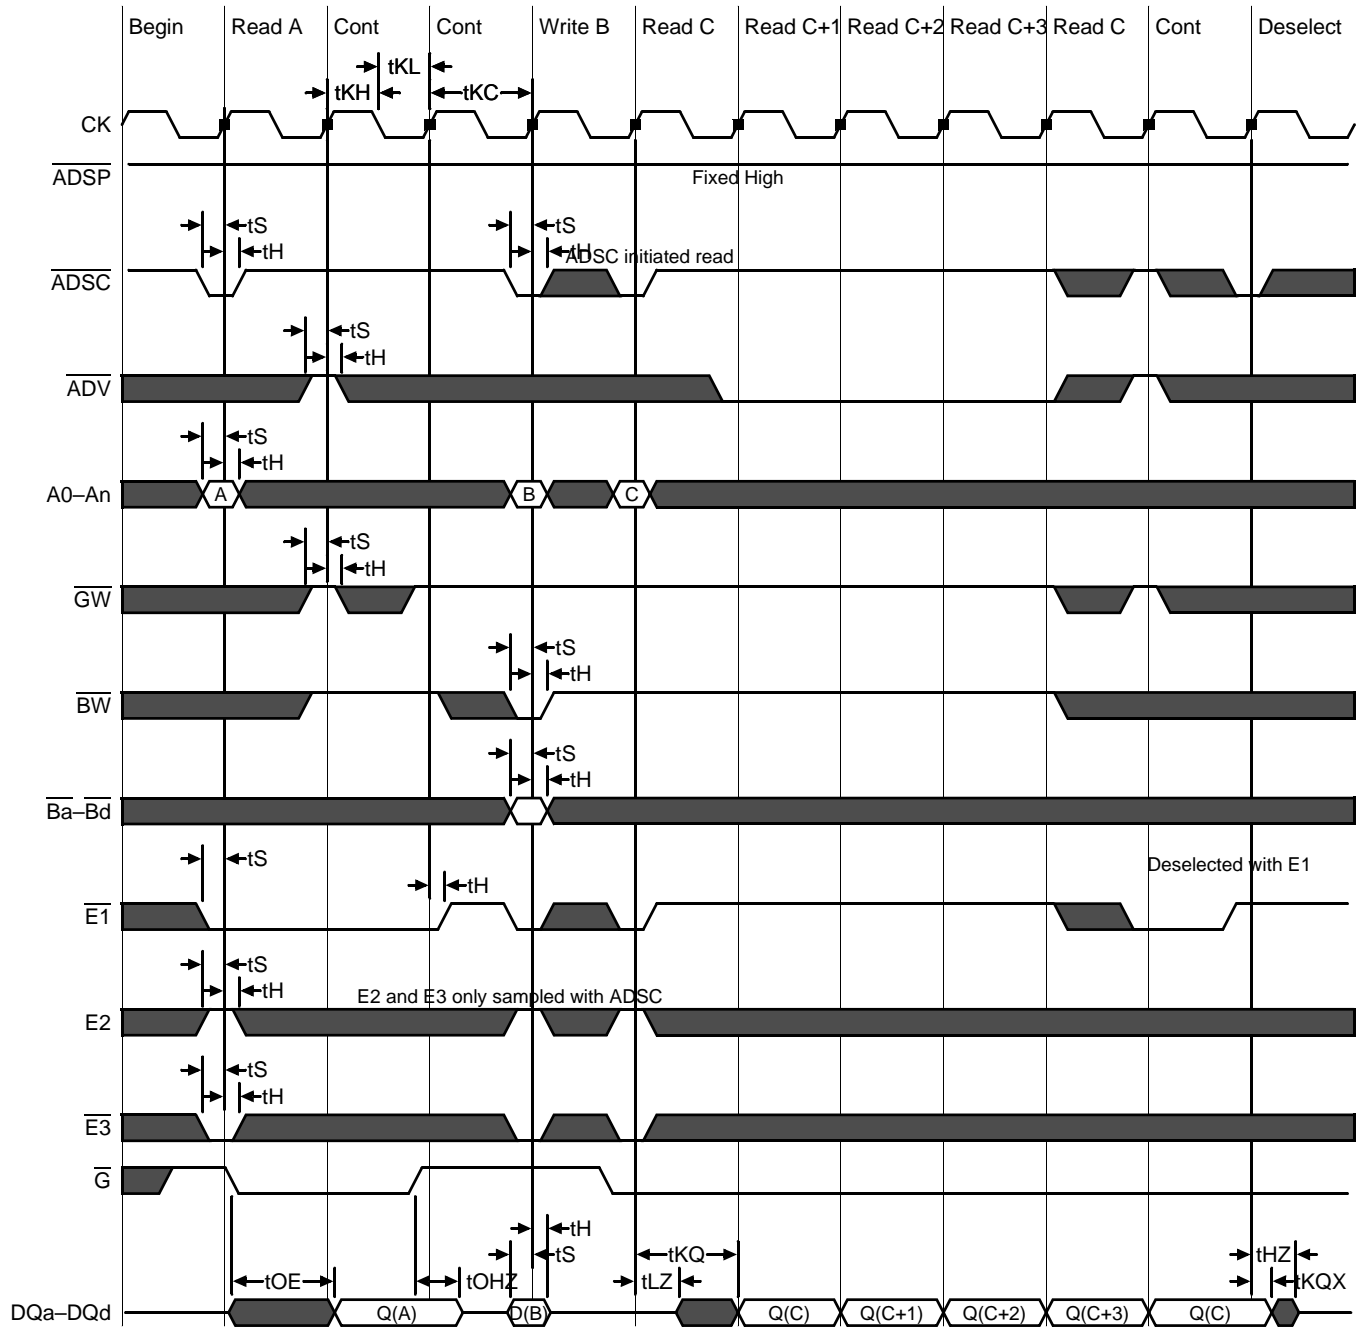 Begin Read A Cont Cont Write B Read C Read C+1 Read C+2 Read C+3 Read C Cont Deselect
tKL
tKH tKC
CK
ADSP
Fixed High
tS tS
tH tH
ADSC initiated read
ADSC
tS
tH
ADV
tS
tH
A0–An A B C
tS
tH
GW
tS
tH
BW
tS
tH
Ba–Bd
tS Deselected with E1
tH
E1
tS
tH
E2 and E3 only sampled with ADSC
E2
tS
tH
E3
G
tH
tS tKQ tHZ
tOE tOHZ tLZ tKQX
DQa–DQd Q(A) D(B) Q(C) Q(C+1) Q(C+2) Q(C+3) Q(C)